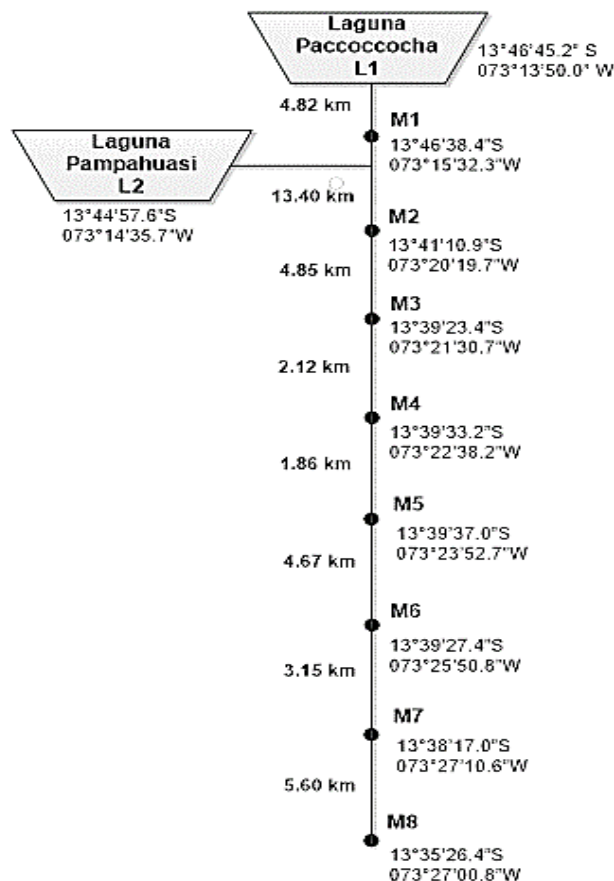 Laguna
Paccoccocha
L1
13°46'45.2" S
073°13'50.0" W
4.82 km
M1
13°46'38.4"S
073°15'32.3"W
Laguna
Pampahuasi
L2
13°44'57.6"S
073°14'35.7"W
13.40 km
M2
13°41'10.9"S
073°20'19.7"W
4.85 km
M3
13°39'23.4"S
073°21'30,7"W
2.12 km
M4
13°39'33.2"S
073°22'38.2"W
1.86 km
M5
13°39'37.0"S
073°23'52.7"W
4.67 km
M6
13°39'27.4"S
073°25'50.8"W
3.15 km
M7
13°38'17.0"S
073°27'10.6"W
5.60 km
M8
13°35'26.4"S
073°27'00.8"W